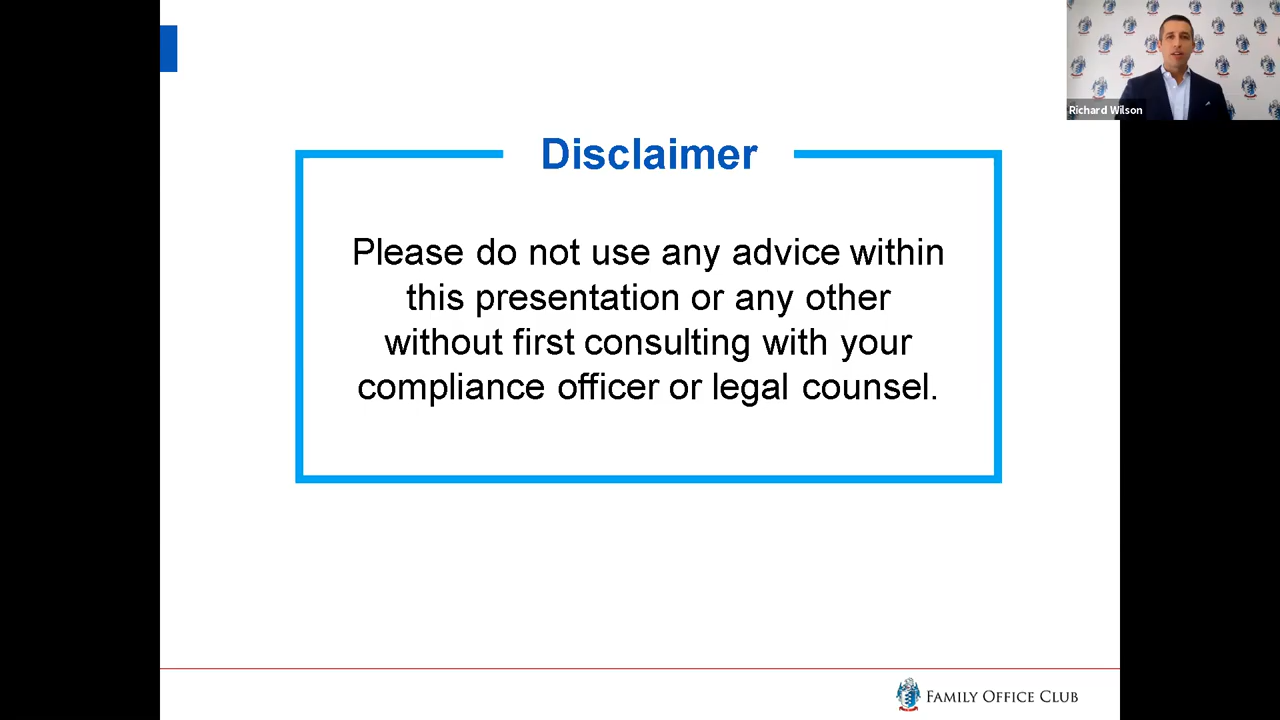 Richard Wilson
Disclaimer
Please do not use any advice within
this presentation or any other
without first consulting with your
compliance officer or legal counsel.
FAMILY OFFICE CLUB